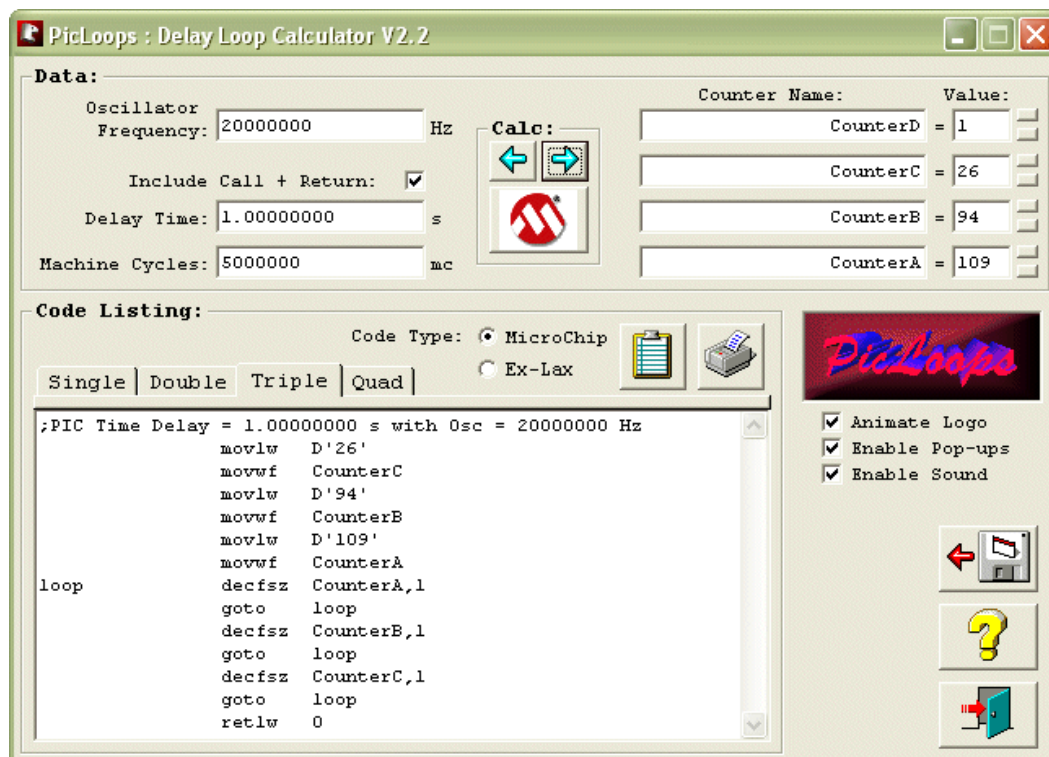 PicLoops : Delay Loop Calculator V2.2
Data:
Oscillator
Frequency: 20000000 Hz
Include Call + Return:
Delay Time: 1.00000000 s
Machine Cycles: 5000000 mc
Calc:
Counter Name: Value:
CounterD = 1
CounterC = 26
CounterB = 94
CounterA = 109
Code Listing:
Code Type: MicroChip
Ex-Lax
Single Double Triple Quad
;PIC Time Delay = 1.00000000 s with Osc = 20000000 Hz
movlw D'26'
movwf CounterC
movlw D'94'
movwf CounterB
movlw D'109'
movwf CounterA
loop decfsz CounterA,1
goto loop
decfsz CounterB,1
goto loop
decfsz CounterC,1
goto loop
retlw 0
PicLoops
Animate Logo
Enable Pop-ups
Enable Sound